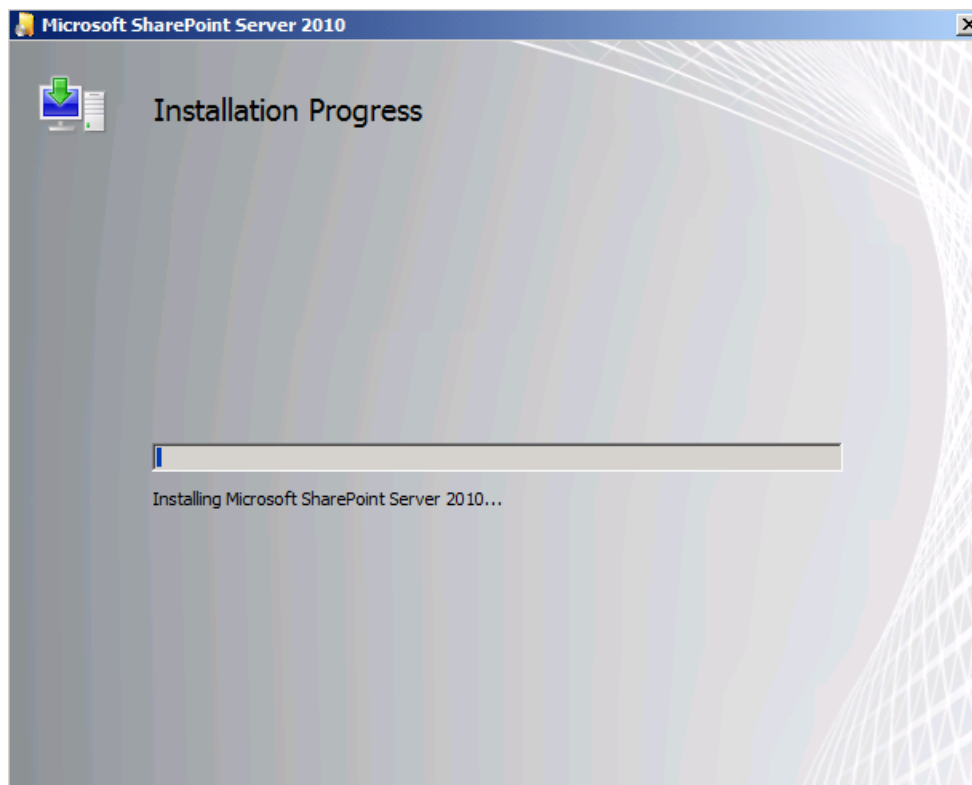 Microsoft SharePoint Server 2010
Installation Progress
Installing Microsoft SharePoint Server 2010...